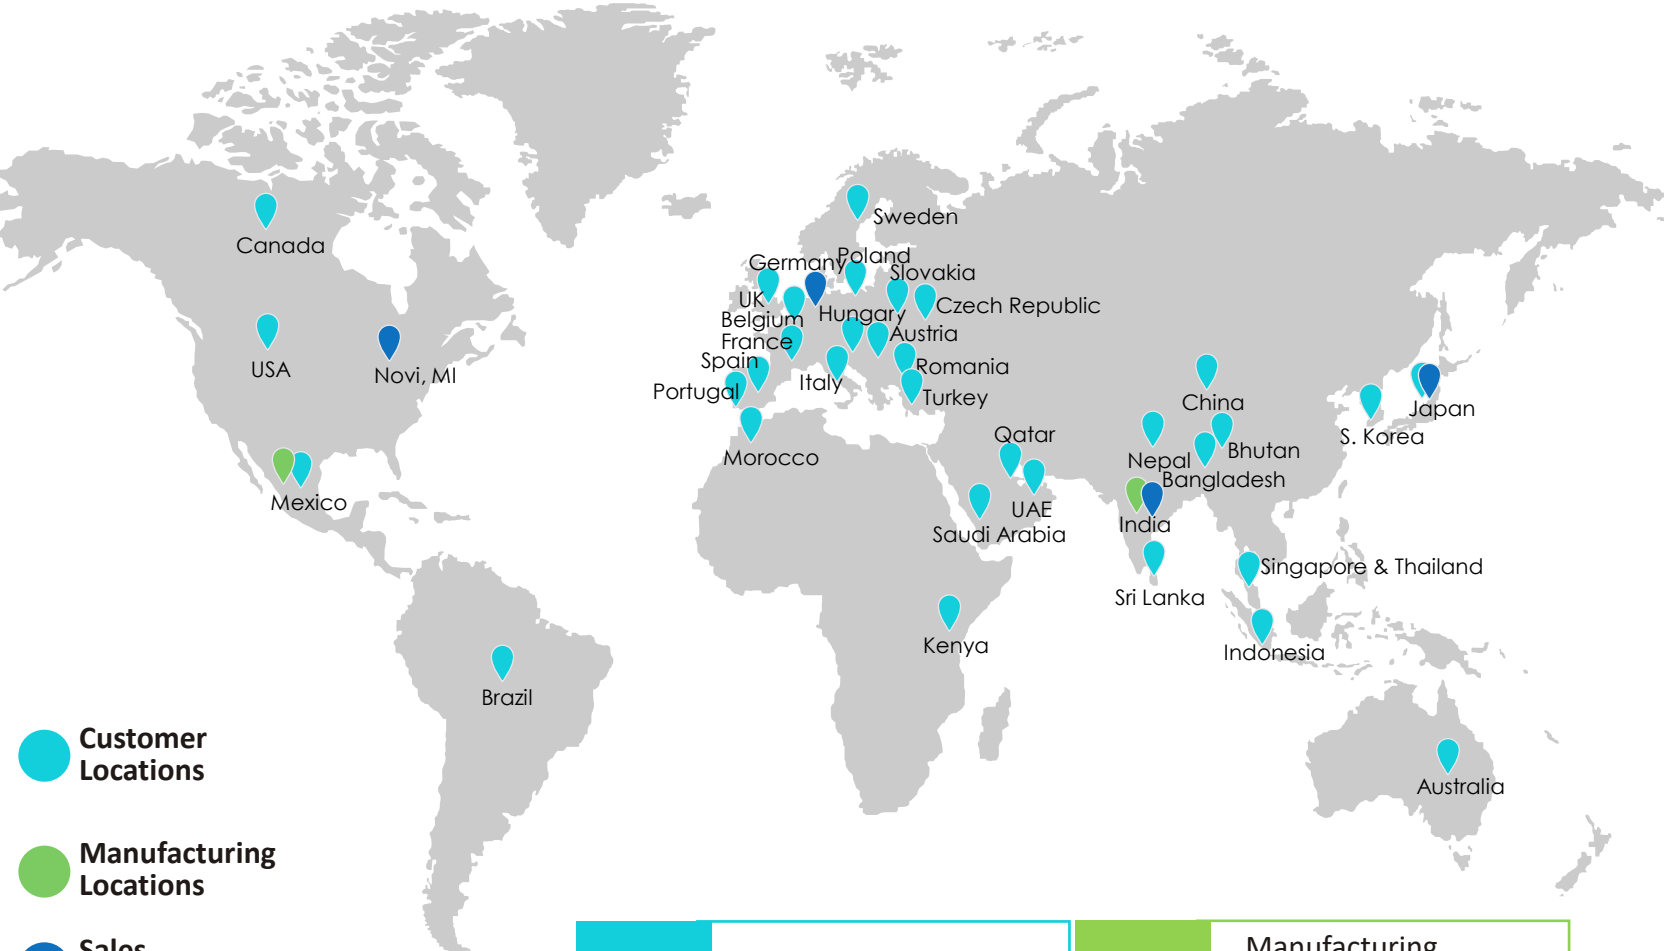 Sweden
Canada
Germany
Poland
Slovakia
UK
Czech Republic
Belgium
Hungary
France
Austria
Spain
USA
Novi, MI
Italy
Romania
Portugal
Turkey
China
Japan
Qatar
S. Korea
Morocco
Nepal
Bhutan
Bangladesh
Mexico
UAE
India
Saudi Arabia
Singapore & Thailand
Sri Lanka
Kenya
Indonesia
Brazil
Customer
Locations
Australia
Manufacturing
Locations
Sales
Manufacturing